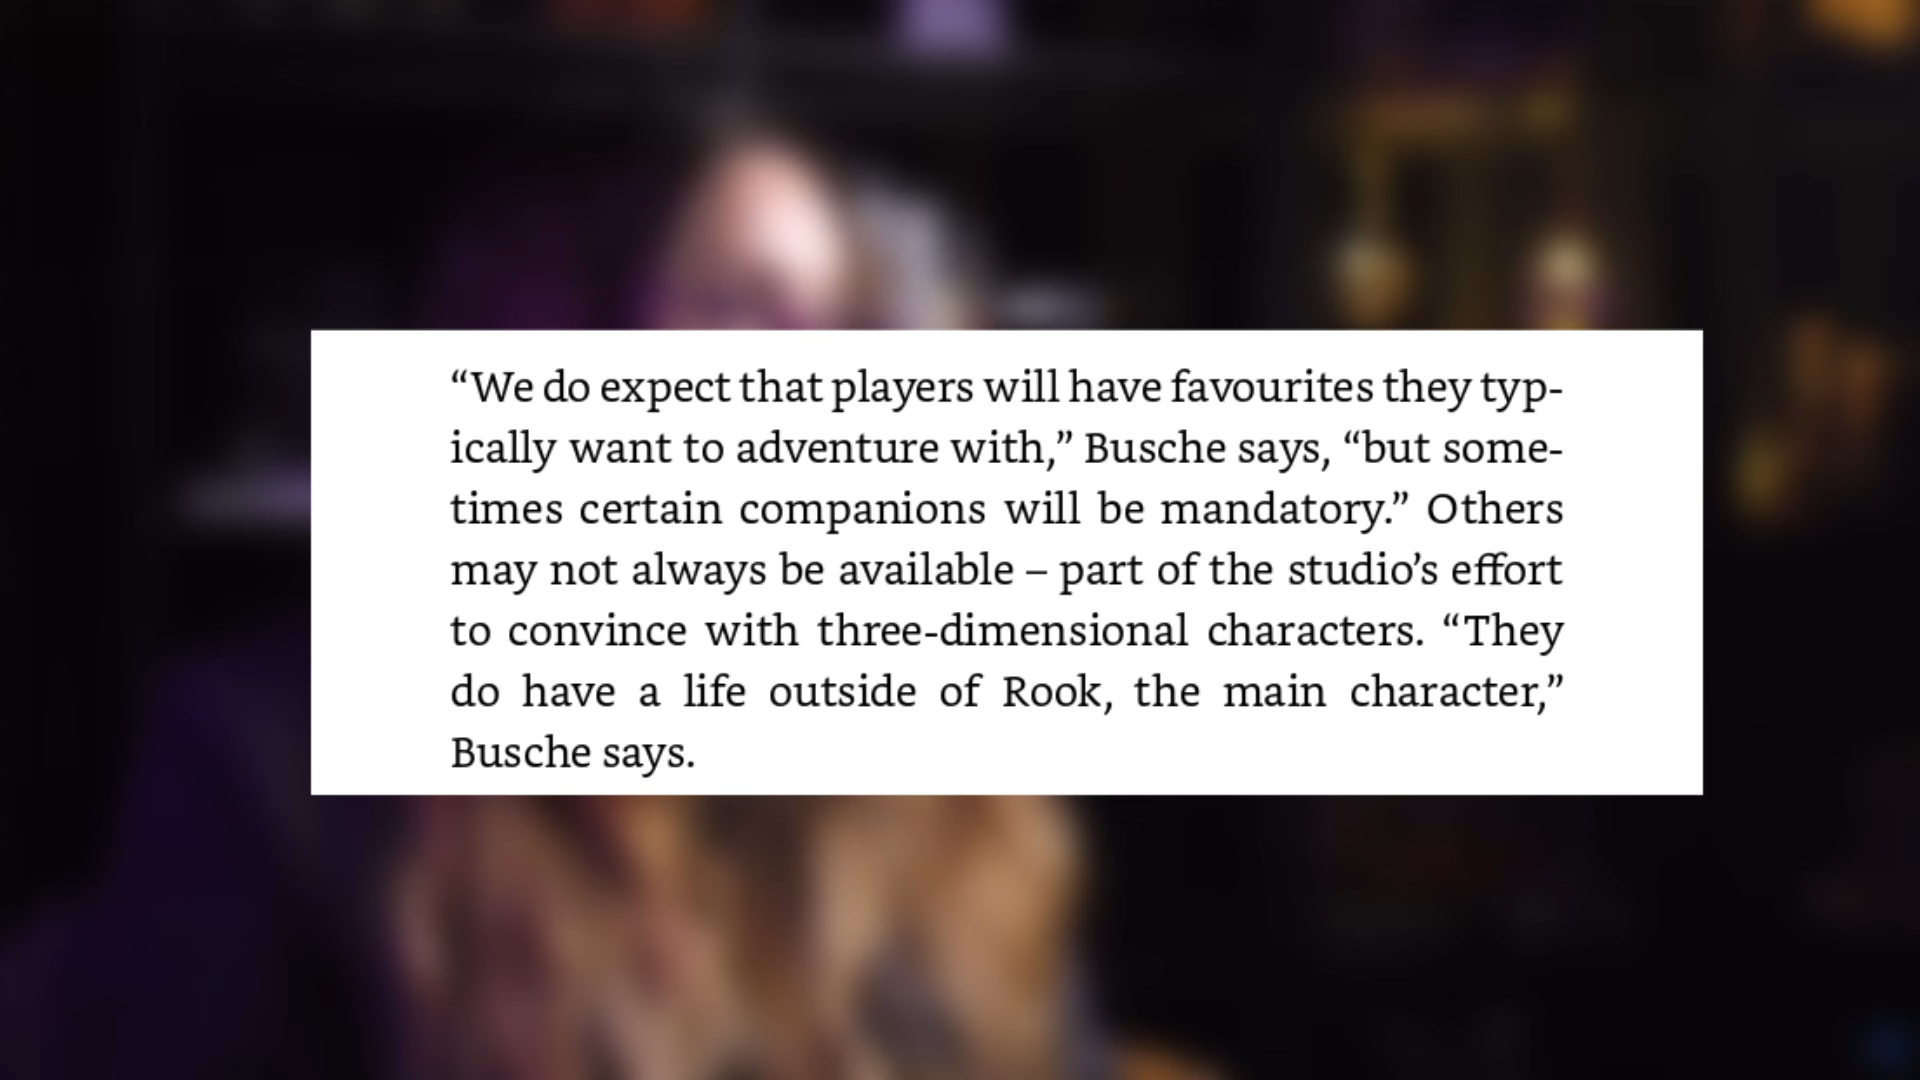 “We do expect that players will have favourites they typ-
ically want to adventure with,” Busche says, “but some-
times certain companions will be mandatory.” Others
may not always be available – part of the studio’s effort
to convince with three-dimensional characters. “They
do have a life outside of Rook, the main character,”
Busche says.